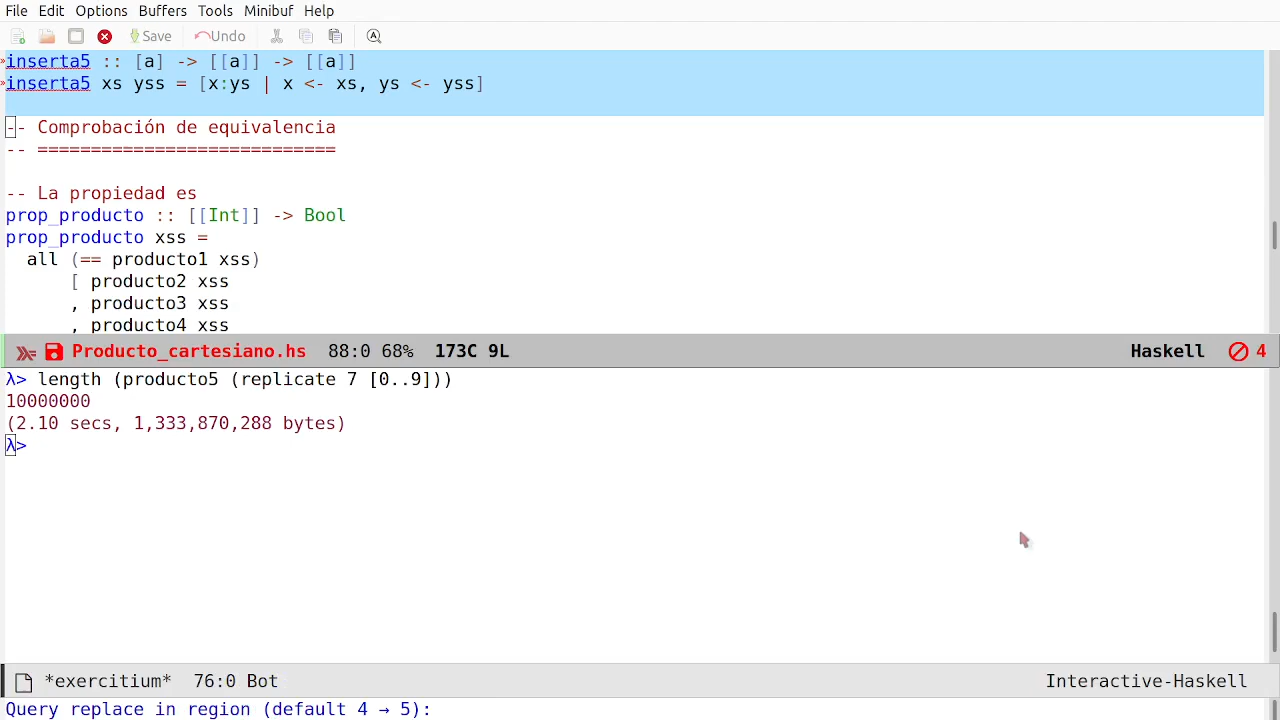 File Edit Options Buffers Tools Minibuf Help
Save Undo
inserta5 :: [a] -> [[a]] -> [[a]]
inserta5 xs yss = [x:ys | x <- xs, ys <- yss]
-- Comprobación de equivalencia
-- ============================
-- La propiedad es
prop_producto :: [[Int]] -> Bool
prop_producto xss =
all (== producto1 xss)
[ producto2 xss
, producto3 xss
, producto4 xss
Producto_cartesiano.hs 88:0 68% 173C 9L Haskell 4
λ> length (producto5 (replicate 7 [0..9]))
10000000
(2.10 secs, 1,333,870,288 bytes)
λ>
*exercitium* 76:0 Bot Interactive-Haskell
Query replace in region (default 4 → 5):